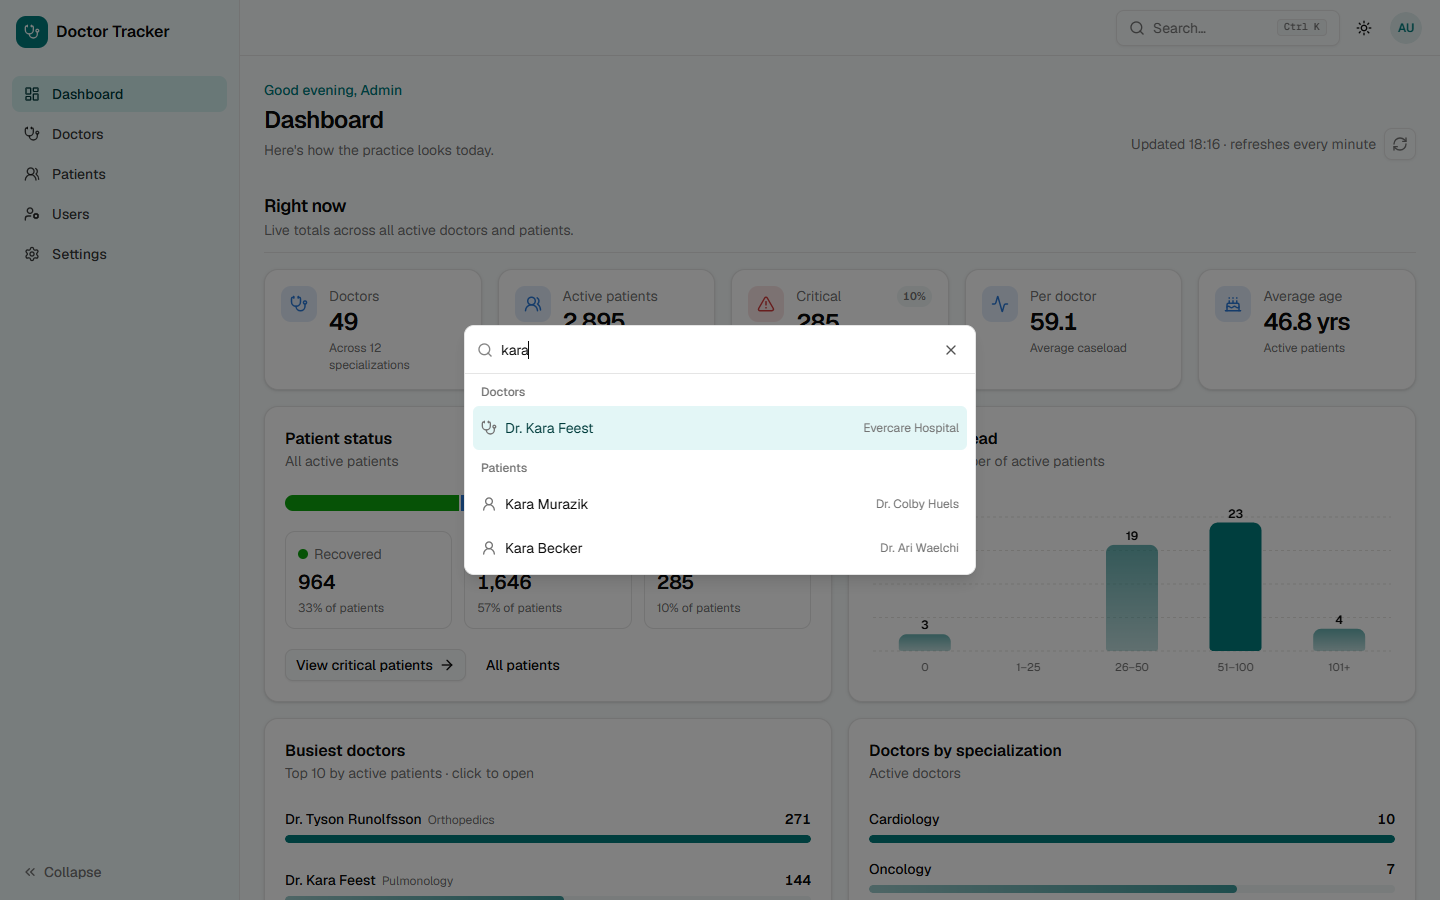 Doctor Tracker
Search...
Ctrl K
AU
Dashboard
Doctors
Patients
Users
Settings
Collapse
Good evening, Admin
Dashboard
Here's how the practice looks today.
Updated 18:16 · refreshes every minute
Right now
Live totals across all active doctors and patients.
Doctors
49
Across 12
specializations
Active patients
2,895
Critical
10%
285
Per doctor
59.1
Average caseload
Average age
46.8 yrs
Active patients
kara
Doctors
Dr. Kara Feest
Evercare Hospital
Patients
Kara Murazik
Dr. Colby Huels
Kara Becker
Dr. Ari Waelchi
Patient status
All active patients
Recovered
964
33% of patients
1,646
57% of patients
285
10% of patients
View critical patients
All patients
of active patients
3
19
23
4
0
1–25
26–50
51–100
101+
Busiest doctors
Top 10 by active patients · click to open
Dr. Tyson Runolfsson Orthopedics
271
Dr. Kara Feest Pulmonology
144
Doctors by specialization
Active doctors
Cardiology
10
Oncology
7